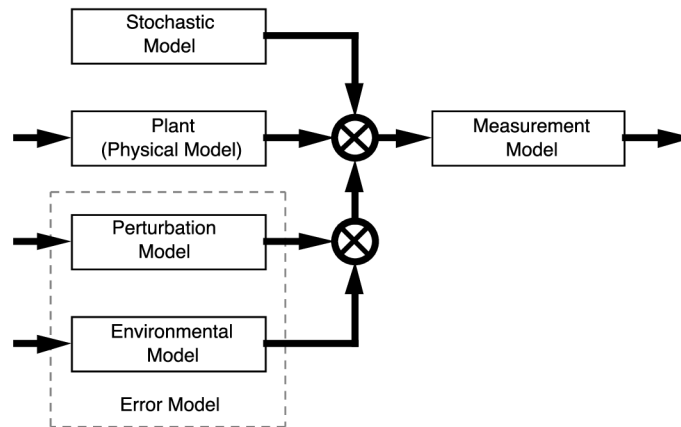 Stochastic
Model
Plant
(Physical Model)
Measurement
Model
Perturbation
Model
Environmental
Model
Error Model